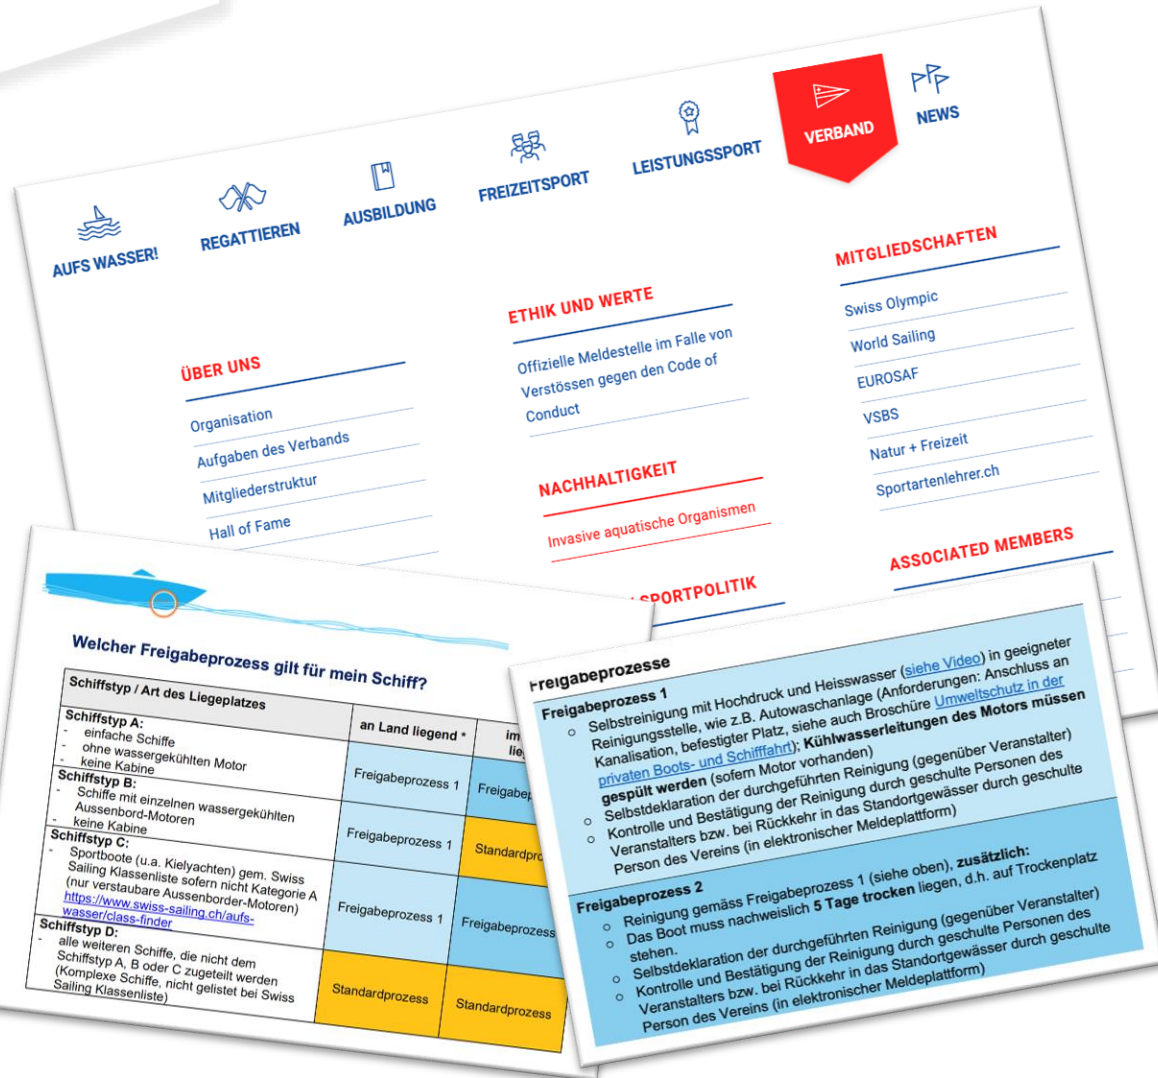 AUFS WASSER!
REGATTIEREN
AUSBILDUNG
FREIZEITSPORT
LEISTUNGSSPORT
VERBAND
NEWS
ÜBER UNS
Organisation
Aufgaben des Verbands
Mitgliederstruktur
Hall of Fame
ETHIK UND WERTE
Offizielle Meldestelle im Falle von
Verstössen gegen den Code of
Conduct
NACHHALTIGKEIT
Invasive aquatische Organismen
SPORTPOLITIK
MITGLIEDSCHAFTEN
Swiss Olympic
World Sailing
EUROSAF
VSBS
Natur + Freizeit
Sportartenlehrer.ch
ASSOCIATED MEMBERS
Welcher Freigabeprozess gilt für mein Schiff?
Schiffstyp / Art des Liegeplatzes
an Land liegend *
im
Schiffstyp A:
- einfache Schiffe
- ohne wassergekühlten Motor
- keine Kabine
Freigabeprozess 1
Schiffstyp B:
- Schiffe mit einzelnen wassergekühlten
Aussenbord-Motoren
- keine Kabine
Freigabeprozess 1
Schiffstyp C:
- Sportboote (u.a. Kielyachten) gem. Swiss
Sailing Klassenliste sofern nicht Kategorie A
(nur verstaubare Aussenborder-Motoren)
https://www.swiss-sailing.ch/aufs-
wasser/class-finder
Freigabeprozess 1
Freigabeprozess
Schiffstyp D:
- alle weiteren Schiffe, die nicht dem
Schiffstyp A, B oder C zugeteilt werden
(Komplexe Schiffe, nicht gelistet bei Swiss
Sailing Klassenliste)
Standardprozess
Standardprozess
Freigabeprozesse
Freigabeprozess 1
o Selbstreinigung mit Hochdruck und Heisswasser (siehe Video) in geeigneter
Reinigungsstelle, wie z.B. Autowaschanlage (Anforderungen: Anschluss an
Kanalisation, befestigter Platz, siehe auch Broschüre Umweltschutz in der
privaten Boots- und Schifffahrt); Kühlwasserleitungen des Motors müssen
gespült werden (sofern Motor vorhanden)
o Selbstdeklaration der durchgeführten Reinigung (gegenüber Veranstalter)
o Kontrolle und Bestätigung der Reinigung durch geschulte Personen des
Veranstalters bzw. bei Rückkehr in das Standortgewässer durch geschulte
Person des Vereins (in elektronischer Meldeplattform)
Freigabeprozess 2
o Reinigung gemäss Freigabeprozess 1 (siehe oben), zusätzlich:
o Das Boot muss nachweislich 5 Tage trocken liegen, d.h. auf Trockenplatz
stehen.
o Selbstdeklaration der durchgeführten Reinigung (gegenüber Veranstalter)
o Kontrolle und Bestätigung der Reinigung durch geschulte Personen des
Veranstalters bzw. bei Rückkehr in das Standortgewässer durch geschulte
Person des Vereins (in elektronischer Meldeplattform)